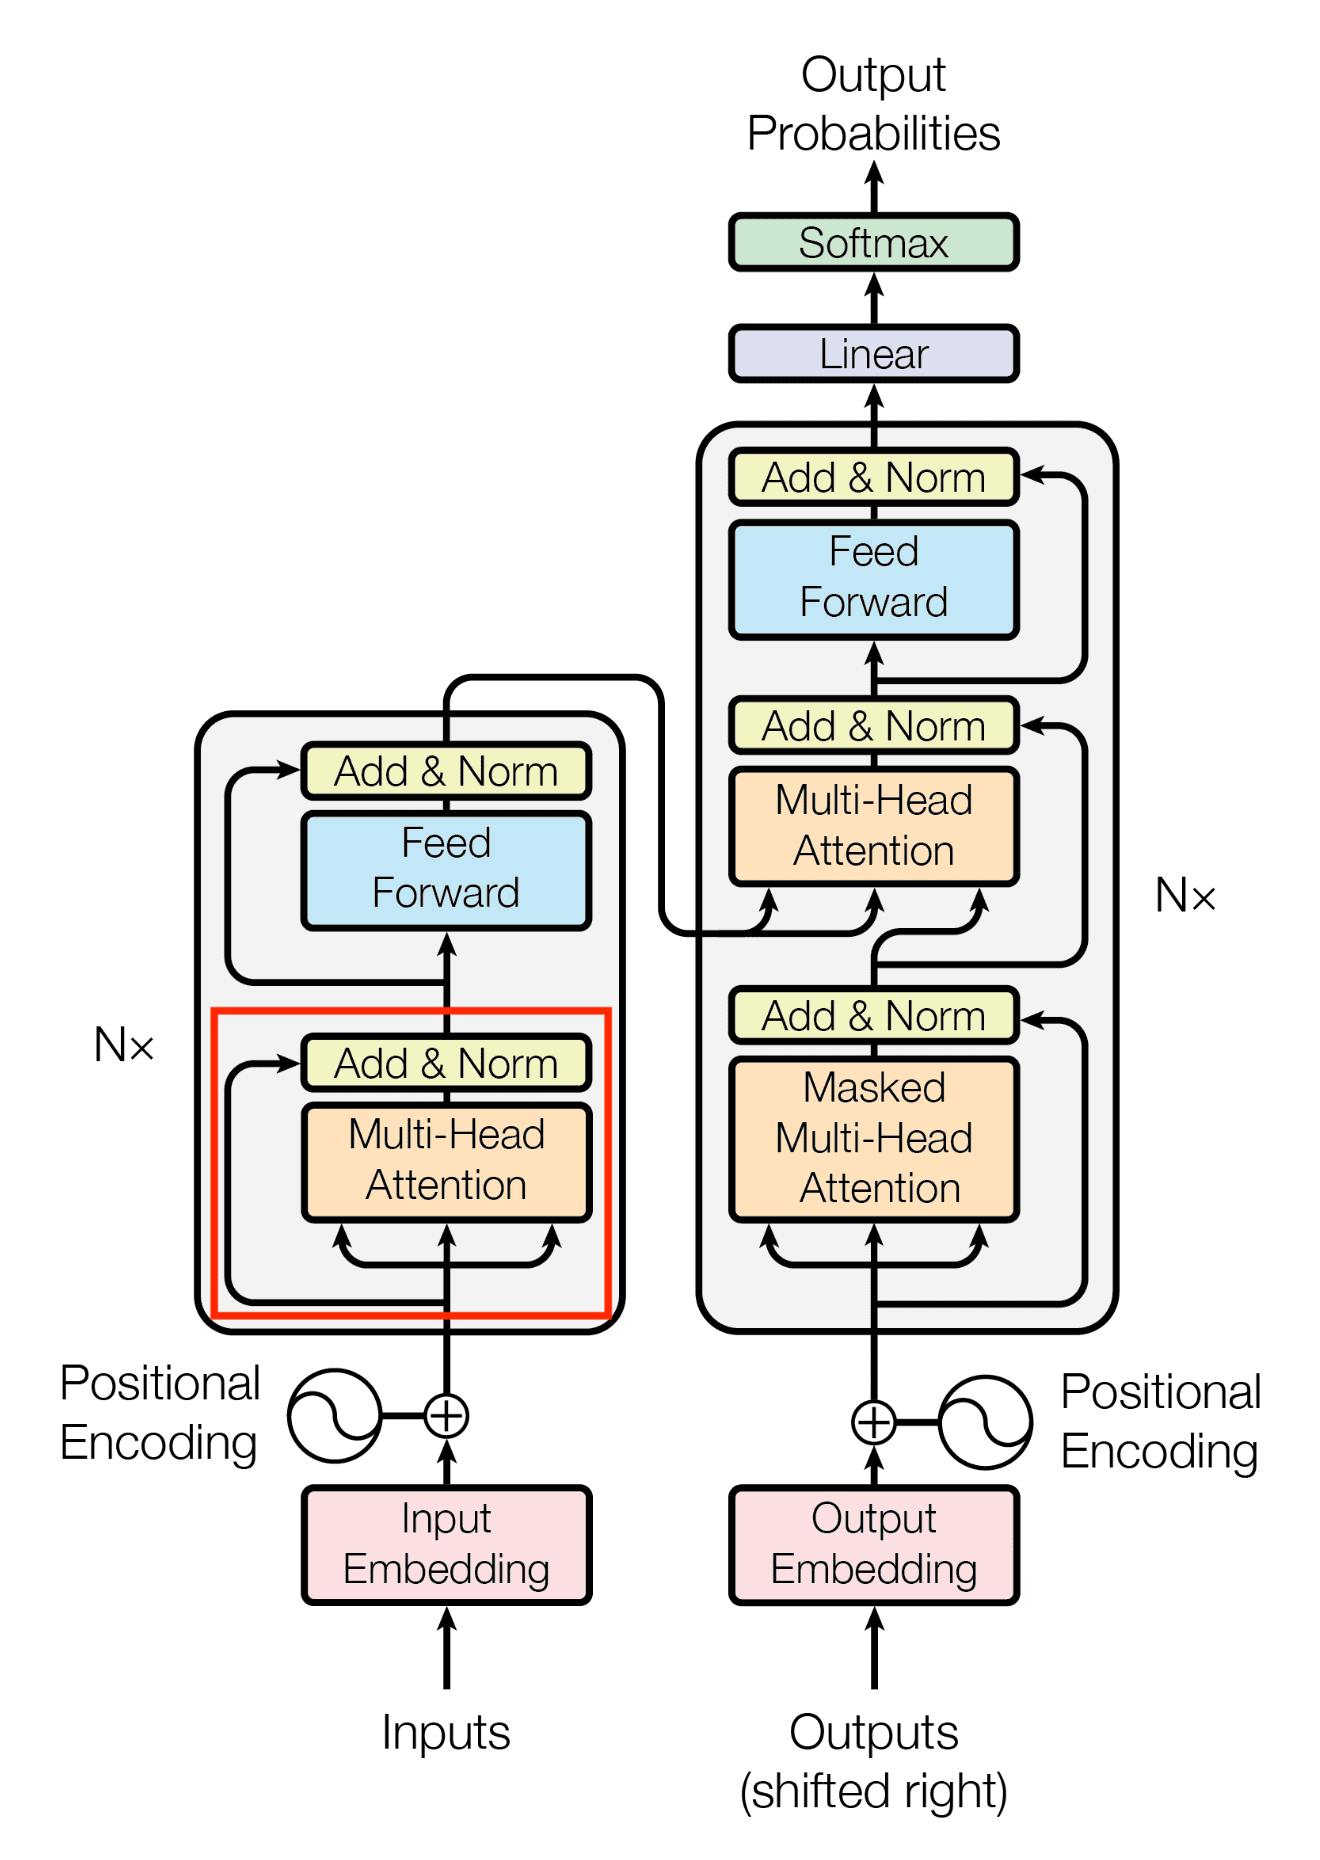 Output
Probabilities
Softmax
Linear
Add & Norm
Feed
Forward
Add & Norm
Multi-Head
Attention
N×
Add & Norm
Masked
Multi-Head
Attention
Add & Norm
Feed
Forward
N×
Add & Norm
Multi-Head
Attention
Positional
Encoding
Positional
Encoding
Input
Embedding
Output
Embedding
Inputs
Outputs
(shifted right)